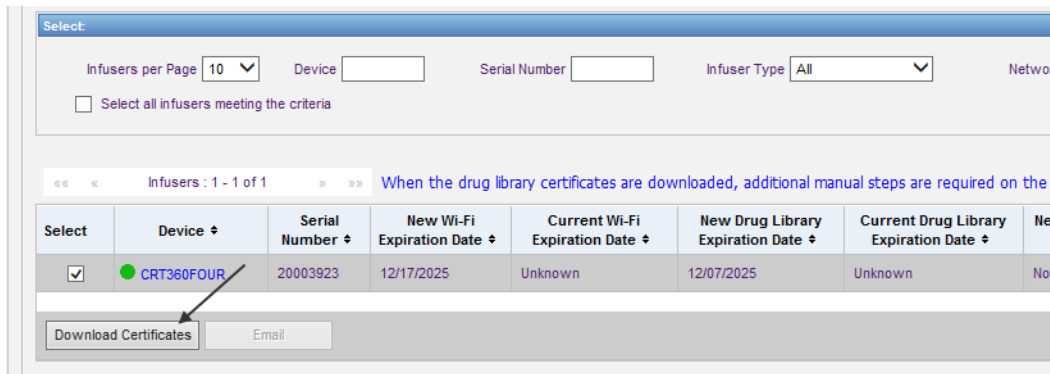 Select:
Infusers per Page 10 Device Serial Number Infuser Type All Netwo
Select all infusers meeting the criteria
«« « Infusers : 1 - 1 of 1 » »» When the drug library certificates are downloaded, additional manual steps are required on the
Select Device Serial Number New Wi-Fi Expiration Date Current Wi-Fi Expiration Date New Drug Library Expiration Date Current Drug Library Expiration Date Ne
CRT360FOUR 20003923 12/17/2025 Unknown 12/07/2025 Unknown No
Download Certificates Email